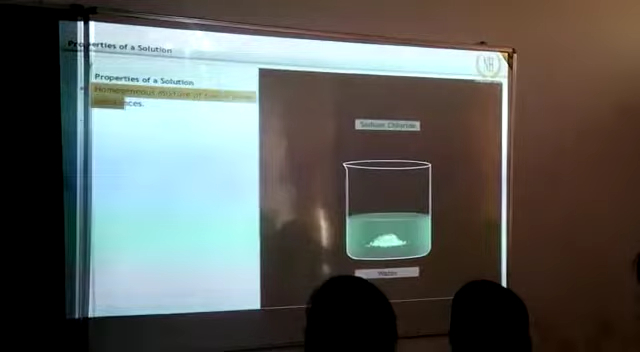 Properties of a Solution
Properties of a Solution
Homogeneous mixture of two or more
substances.
Sodium Chloride
Water